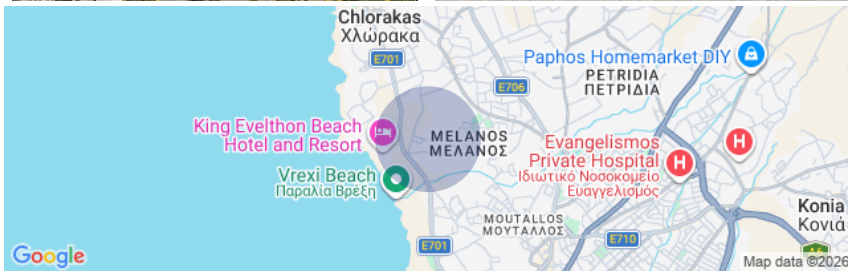 Chlorakas
Χλώρακα
E701
Paphos Homemarket DIY
PETRIDIA
ΠΕΤΡΙΔΙΑ
E706
King Evelthon Beach
Hotel and Resort
MELANOS
ΜΕΛΑΝΟΣ
Evangelismos
Private Hospital
Ιδιωτικό Νοσοκομείο
Ευαγγελισμός
H
H
Vrexi Beach
Παραλία Βρέξη
MOUTALLOS
ΜΟΥΤΑΛΛΟΣ
Konia
Κονιά
E701
E710
Google
Map data ©2026